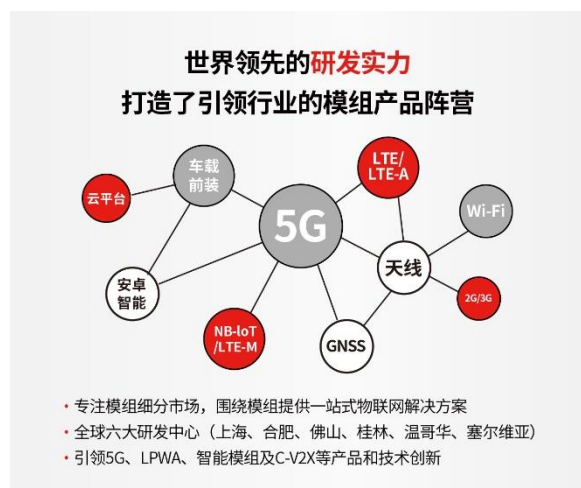 世界领先的研发实力
打造了引领行业的模组产品阵营
车载
前装
LTE/
LTE-A
云平台
5G
Wi-Fi
天线
安卓
智能
2G/3G
NB-loT
/LTE-M
GNSS
·专注模组细分市场，围绕模组提供一站式物联网解决方案
·全球六大研发中心（上海、合肥、佛山、桂林、温哥华、塞尔维亚）
·引领5G、LPWA、智能模组及C-V2X等产品和技术创新